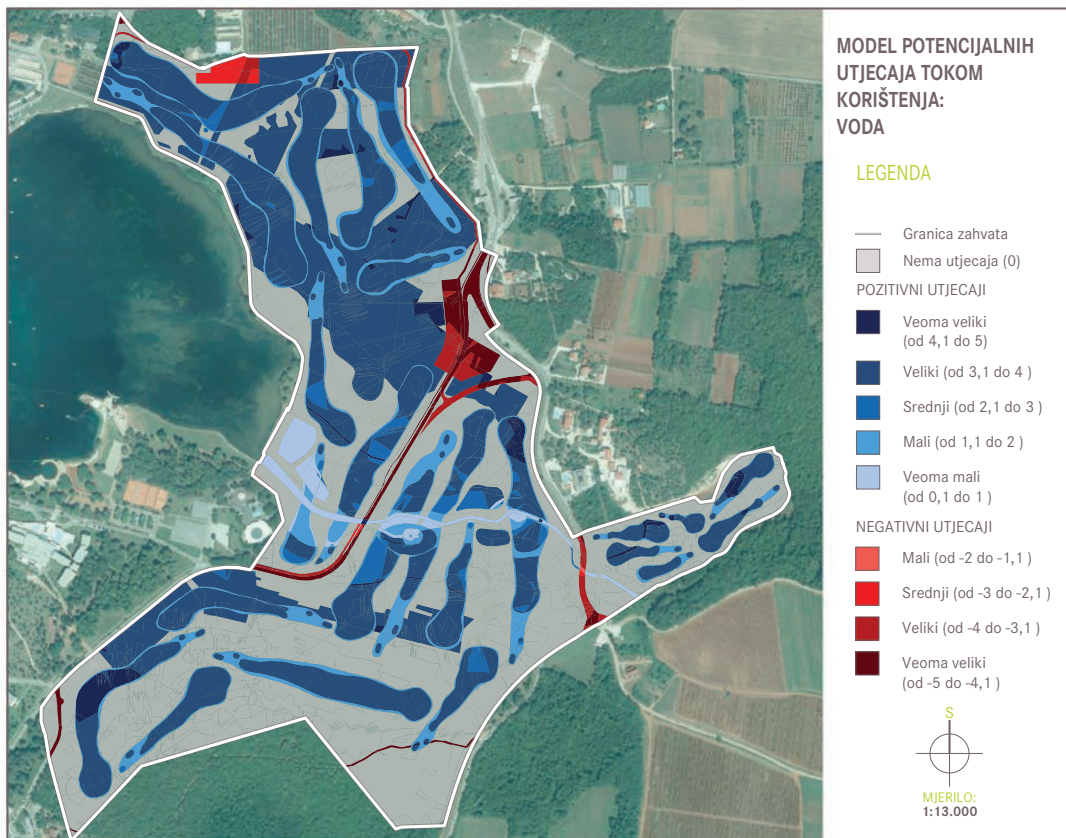 MODEL POTENCIJALNIH
UTJECAJA TOKOM
KORIŠTENJA:
VODA
LEGENDA
Granica zahvata
Nema utjecaja (0)
POZITIVNI UTJECAJI
Veoma veliki
(od 4,1 do 5)
Veliki (od 3,1 do 4 )
Srednji (od 2,1 do 3 )
Mali (od 1,1 do 2 )
Veoma mali
(od 0,1 do 1 )
NEGATIVNI UTJECAJI
Mali (od -2 do -1,1 )
Srednji (od -3 do -2,1 )
Veliki (od -4 do -3,1 )
Veoma veliki
(od -5 do -4,1 )
S
MJERILO:
1:13.000